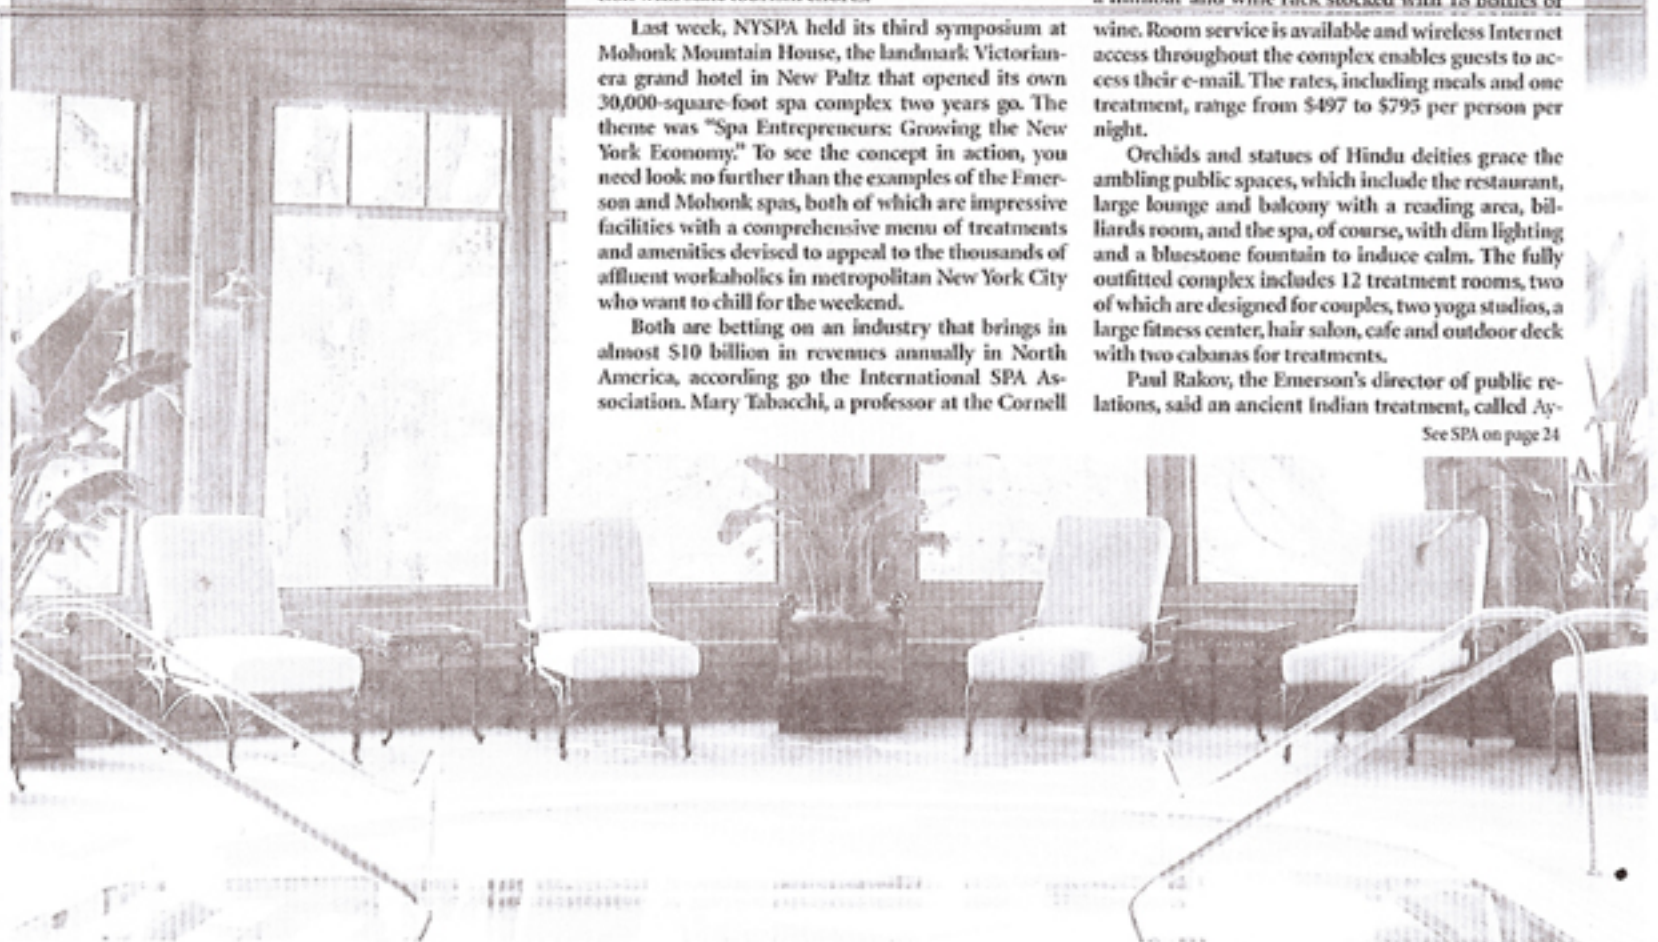 Last week, NYSPA held its third symposium at
Mohonk Mountain House, the landmark Victorian-
era grand hotel in New Paltz that opened its own
30,000-square-foot spa complex two years go. The
theme was "Spa Entrepreneurs: Growing the New
York Economy." To see the concept in action, you
need look no further than the examples of the Emer-
son and Mohonk spas, both of which are impressive
facilities with a comprehensive menu of treatments
and amenities devised to appeal to the thousands of
affluent workaholics in metropolitan New York City
who want to chill for the weekend.
Both are betting on an industry that brings in
almost $10 billion in revenues annually in North
America, according go the International SPA As-
sociation. Mary Tabacchi, a professor at the Cornell
and wine rack stocked with 18 bottles of
wine. Room service is available and wireless Internet
access throughout the complex enables guests to ac-
cess their e-mail. The rates, including meals and one
treatment, range from $497 to $795 per person per
night.
Orchids and statues of Hindu deities grace the
ambling public spaces, which include the restaurant,
large lounge and balcony with a reading area, bil-
liards room, and the spa, of course, with dim lighting
and a bluestone fountain to induce calm. The fully
outfitted complex includes 12 treatment rooms, two
of which are designed for couples, two yoga studios, a
large fitness center, hair salon, cafe and outdoor deck
with two cabanas for treatments.
Paul Rakov, the Emerson's director of public re-
lations, said an ancient Indian treatment, called Ay-
See SPA on page 24